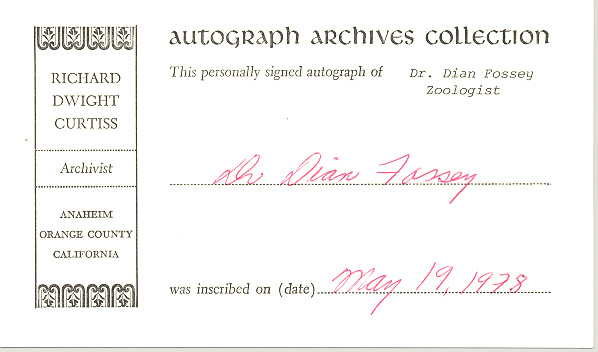 RICHARD
DWIGHT
CURTISS
Archivist
ANAHEIM
ORANGE COUNTY
CALIFORNIA
AUTOGRAPH ARCHIVES COLLECTION
This personally signed autograph of Dr. Dian Fossey
Zoologist
Dr Dian Fossey
was inscribed on (date) May 19, 1978